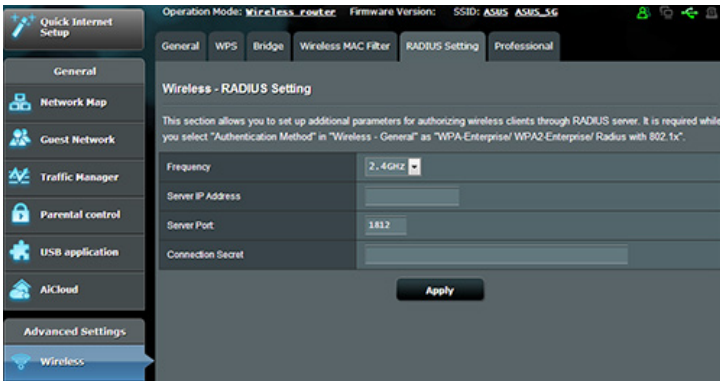 Quick Internet
Setup
Operation Mode: Wireless router Firmware Version: SSID: ASUS ASUS_5G
General WPS Bridge Wireless MAC Filter RADIUS Setting Professional
General
Network Map
Guest Network
Traffic Manager
Parental control
USB application
AiCloud
Advanced Settings
Wireless
Wireless - RADIUS Setting
This section allows you to set up additional parameters for authorizing wireless clients through RADIUS server. It is required while
you select "Authentication Method" in "Wireless - General" as "WPA-Enterprise/ WPA2-Enterprise/ Radius with 802.1x".
Frequency 2.4GHz
Server IP Address
Server Port 1812
Connection Secret
Apply